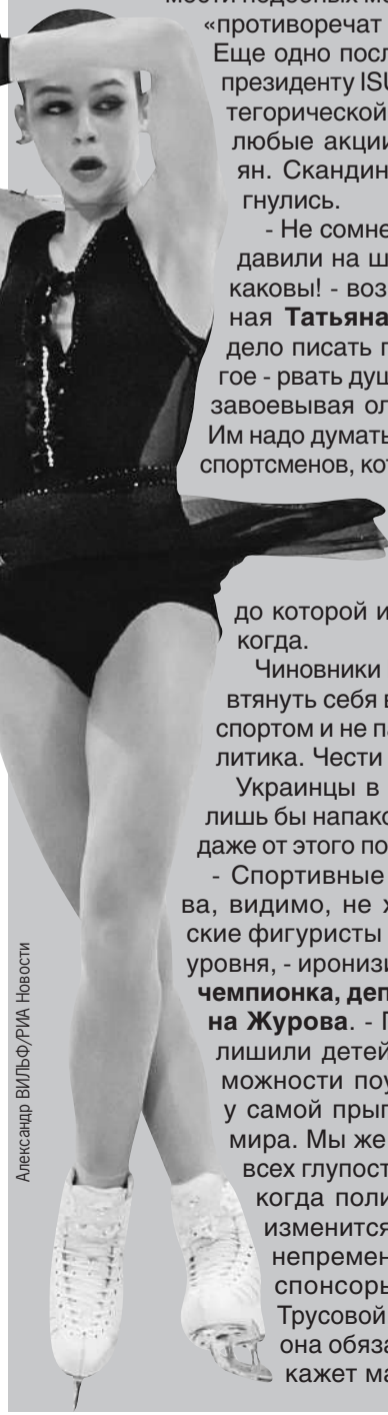 «противоречат
Еще одно посл
президенту ISU
тегорической
любые акции
ян. Скандин
гнулись.
- Не сомне
давили на ш
каковы! - воз
ная Татьяна
дело писать п
гое - рвать душ
завоевывая ол
Им надо думать
спортсменов, кот
до которой и
когда.
Чиновники
втянуть себя в
спортом и не па
литика. Чести
Украинцы в
лишь бы напако
даже от этого по
- Спортивные
ва, видимо, не х
ские фигуристы
уровня, - ирониз
чемпионка, деп
на Журова. - П
лишили детей
можности поу
у самой прыг
мира. Мы же
всех глупост
когда поли
изменится
непремен
спонсоры
Трусовой
она обяза
кажет ма
Александр ВИЛЬФ/РИА Новости